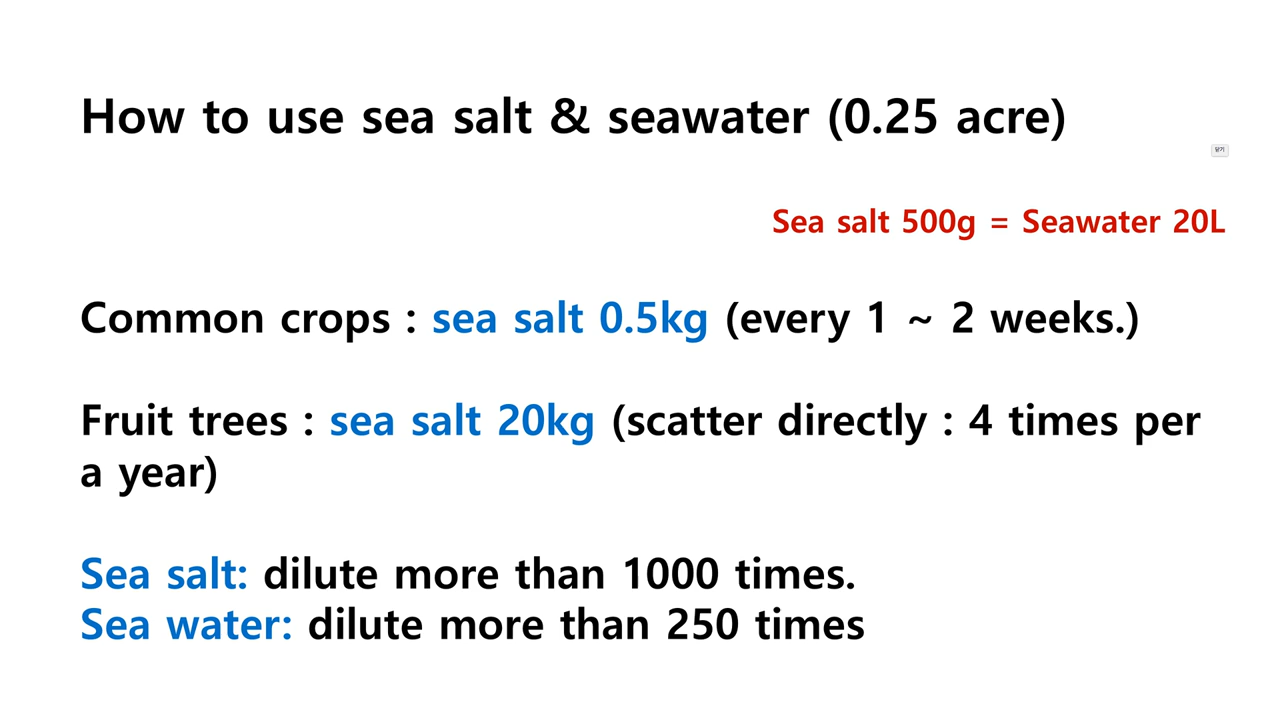 How to use sea salt & seawater (0.25 acre)
닫기
Sea salt 500g = Seawater 20L
Common crops : sea salt 0.5kg (every 1 ~ 2 weeks.)
Fruit trees : sea salt 20kg (scatter directly : 4 times per
a year)
Sea salt: dilute more than 1000 times.
Sea water: dilute more than 250 times